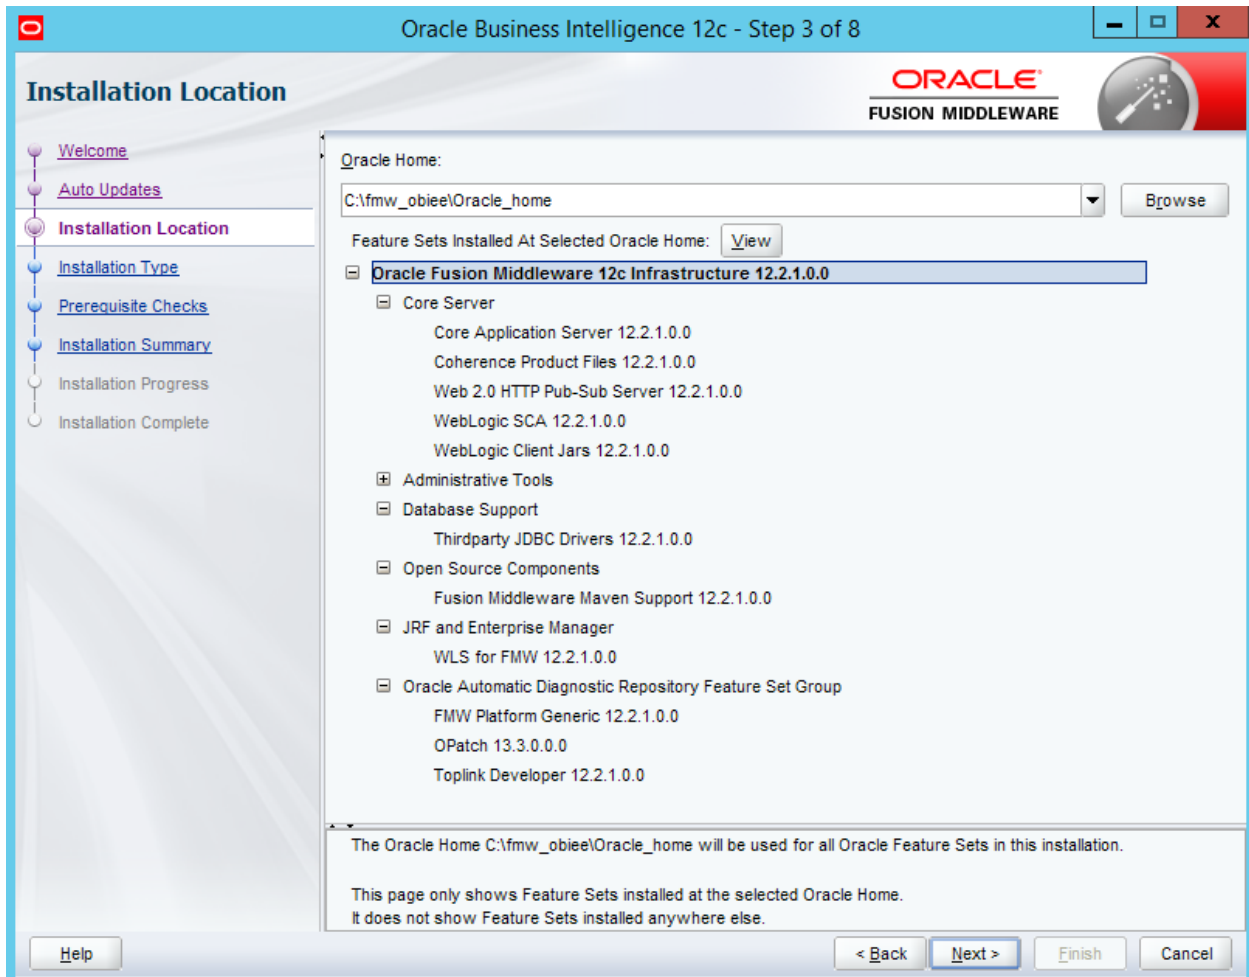 Oracle Business Intelligence 12c - Step 3 of 8
Installation Location
ORACLE
FUSION MIDDLEWARE
Welcome
Auto Updates
Installation Location
Installation Type
Prerequisite Checks
Installation Summary
Installation Progress
Installation Complete
Oracle Home:
C:\fmw_obiee\Oracle_home
Browse
Feature Sets Installed At Selected Oracle Home: View
Oracle Fusion Middleware 12c Infrastructure 12.2.1.0.0
Core Server
Core Application Server 12.2.1.0.0
Coherence Product Files 12.2.1.0.0
Web 2.0 HTTP Pub-Sub Server 12.2.1.0.0
WebLogic SCA 12.2.1.0.0
WebLogic Client Jars 12.2.1.0.0
Administrative Tools
Database Support
Thirdparty JDBC Drivers 12.2.1.0.0
Open Source Components
Fusion Middleware Maven Support 12.2.1.0.0
JRF and Enterprise Manager
WLS for FMW 12.2.1.0.0
Oracle Automatic Diagnostic Repository Feature Set Group
FMW Platform Generic 12.2.1.0.0
OPatch 13.3.0.0.0
Toplink Developer 12.2.1.0.0
The Oracle Home C:\fmw_obiee\Oracle_home will be used for all Oracle Feature Sets in this installation.
This page only shows Feature Sets installed at the selected Oracle Home.
It does not show Feature Sets installed anywhere else.
Help
< Back
Next >
Finish
Cancel